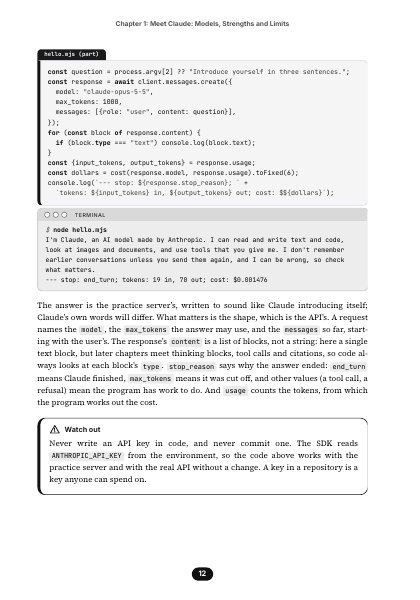 Chapter 1: Meet Claude: Models, Strengths and Limits
hello.mjs (part)
const question = process.argv[2] ?? "Introduce yourself in three sentences.";
const response = await client.messages.create({
model: "claude-opus-5-5",
max_tokens: 1000,
messages: [{role: "user", content: question}],
});
for (const block of response.content) {
if (block.type === "text") console.log(block.text);
}
const {input_tokens, output_tokens} = response.usage;
const dollars = cost(response.model, response.usage).toFixed(6);
console.log(`--- stop: ${response.stop_reason}; ` +
`tokens: ${input_tokens} in, ${output_tokens} out; cost: $${dollars}`);
TERMINAL
$ node hello.mjs
I'm Claude, an AI model made by Anthropic. I can read and write text and code,
look at images and documents, and use tools that you give me. I don't remember
earlier conversations unless you send them again, and I can be wrong, so check
what matters.
--- stop: end_turn; tokens: 19 in, 70 out; cost: $0.001476
The answer is the practice server's, written to sound like Claude introducing itself;
Claude's own words will differ. What matters is the shape, which is the API's. A request
names the model, the max_tokens the answer may use, and the messages so far, start-
ing with the user's. The response's content is a list of blocks, not a string: here a single
text block, but later chapters meet thinking blocks, tool calls and citations, so code al-
ways looks at each block's type. stop_reason says why the answer ended: end_turn
means Claude finished, max_tokens means it was cut off, and other values (a tool call, a
refusal) mean the program has work to do. And usage counts the tokens, from which
the program works out the cost.
Watch out
Never write an API key in code, and never commit one. The SDK reads
ANTHROPIC_API_KEY from the environment, so the code above works with the
practice server and with the real API without a change. A key in a repository is a
key anyone can spend on.
12